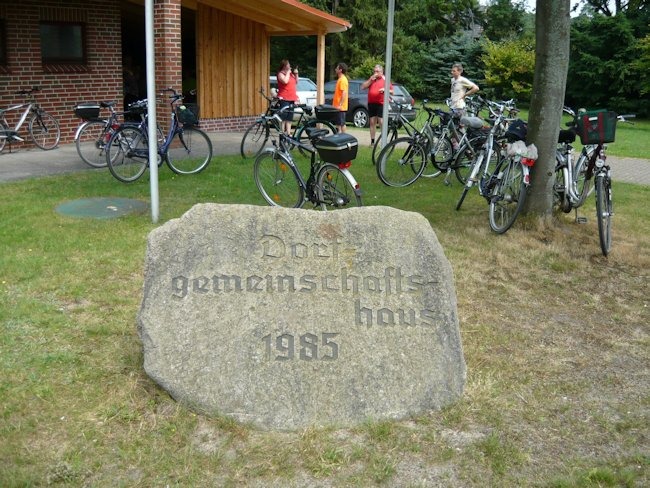 Dorf-
gemeinschafts-
haus
1985